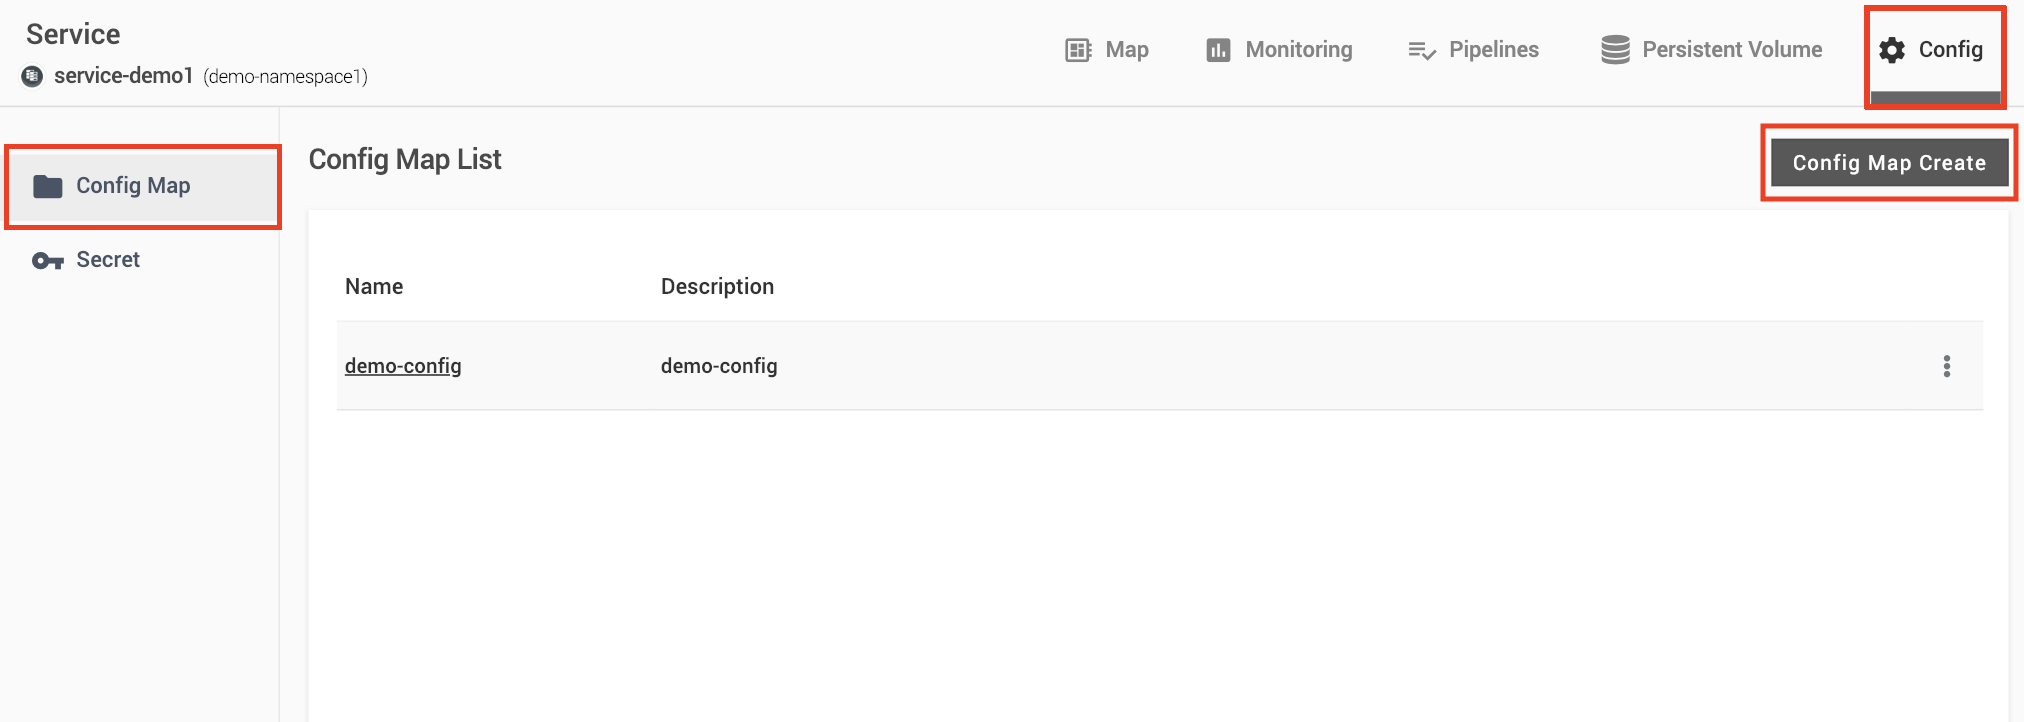 Service
service-demo1 (demo-namespace1)
Map Monitoring Pipelines Persistent Volume Config
Config Map
Secret
Config Map List
Config Map Create
Name Description
demo-config demo-config